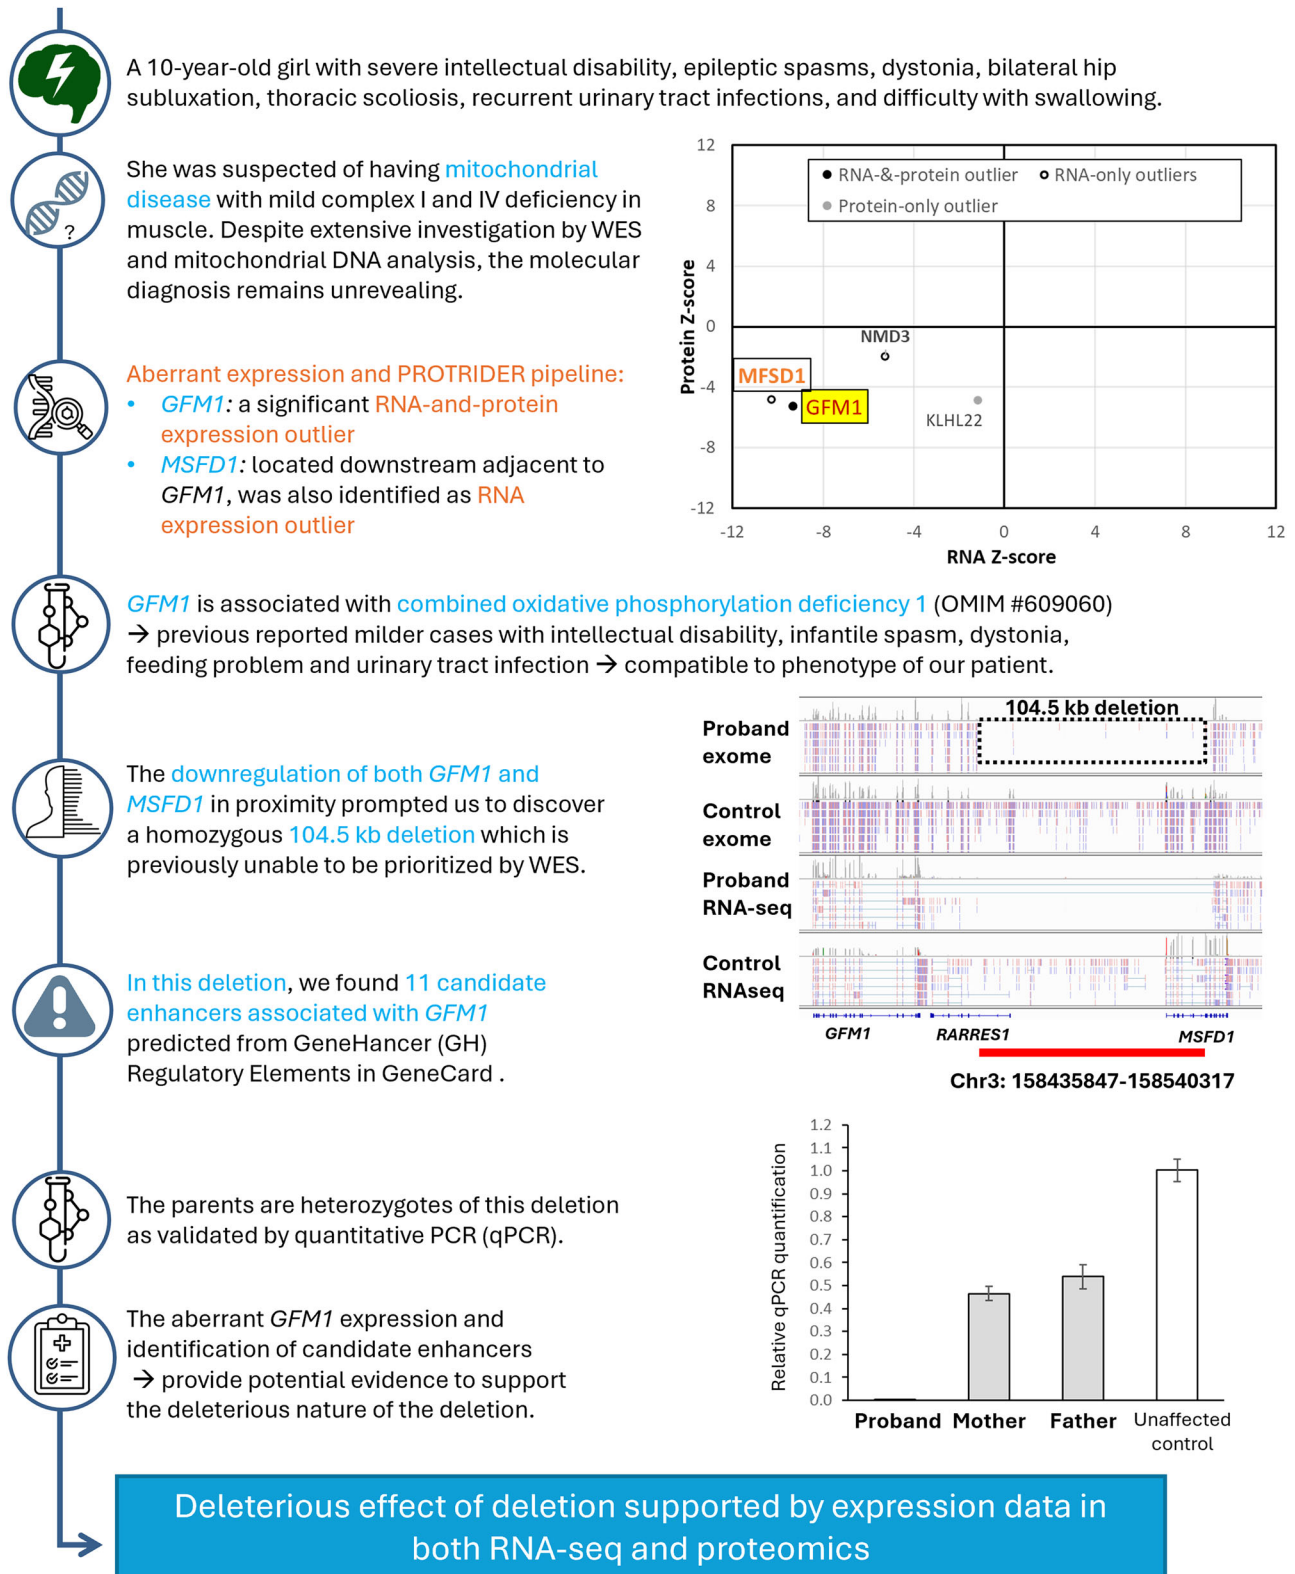 A 10-year-old girl with severe intellectual disability, epileptic spasms, dystonia, bilateral hip
subluxation, thoracic scoliosis, recurrent urinary tract infections, and difficulty with swallowing.
?
She was suspected of having mitochondrial
disease with mild complex I and IV deficiency in
muscle. Despite extensive investigation by WES
and mitochondrial DNA analysis, the molecular
diagnosis remains unrevealing.
Aberrant expression and PROTRIDER pipeline:
• GFM1: a significant RNA-and-protein
expression outlier
• MSFD1: located downstream adjacent to
GFM1, was also identified as RNA
expression outlier
Protein Z-score
12
8
4
0
-4
-8
-12
RNA-&-protein outlier
RNA-only outliers
Protein-only outlier
NMD3
MFSD1
GFM1
KLHL22
-12 -8 -4 0 4 8 12
RNA Z-score
GFM1 is associated with combined oxidative phosphorylation deficiency 1 (OMIM #609060)
→ previous reported milder cases with intellectual disability, infantile spasm, dystonia,
feeding problem and urinary tract infection → compatible to phenotype of our patient.
The downregulation of both GFM1 and
MSFD1 in proximity prompted us to discover
a homozygous 104.5 kb deletion which is
previously unable to be prioritized by WES.
104.5 kb deletion
Proband
exome
Control
exome
Proband
RNA-seq
Control
RNAseq
GFM1 RARRES1 MSFD1
Chr3: 158435847-158540317
In this deletion, we found 11 candidate
enhancers associated with GFM1
predicted from GeneHancer (GH)
Regulatory Elements in GeneCard .
The parents are heterozygotes of this deletion
as validated by quantitative PCR (qPCR).
The aberrant GFM1 expression and
identification of candidate enhancers
→ provide potential evidence to support
the deleterious nature of the deletion.
Relative qPCR quantification
1.2
1.1
1.0
0.9
0.8
0.7
0.6
0.5
0.4
0.3
0.2
0.1
0.0
Proband Mother Father Unaffected
control
Deleterious effect of deletion supported by expression data in
both RNA-seq and proteomics